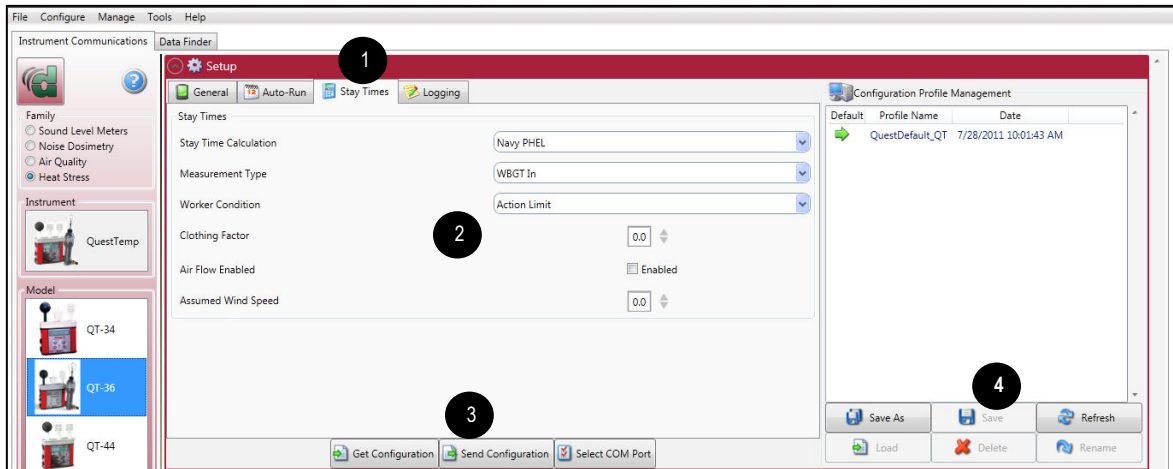 File Configure Manage Tools Help
Instrument Communications Data Finder
Setup
1
General 12 Auto-Run Stay Times Logging
Family
Sound Level Meters
Noise Dosimetry
Air Quality
Heat Stress
Instrument
QuestTemp
Model
QT-34
QT-36
QT-44
Stay Times
Stay Time Calculation Navy PHEL
Measurement Type WBGT In
Worker Condition Action Limit
2
Clothing Factor 0.0
Air Flow Enabled Enabled
Assumed Wind Speed 0.0
3
Get Configuration Send Configuration Select COM Port
Configuration Profile Management
Default Profile Name Date
QuestDefault_QT 7/28/2011 10:01:43 AM
4
Save As Save Refresh
Load Delete Rename